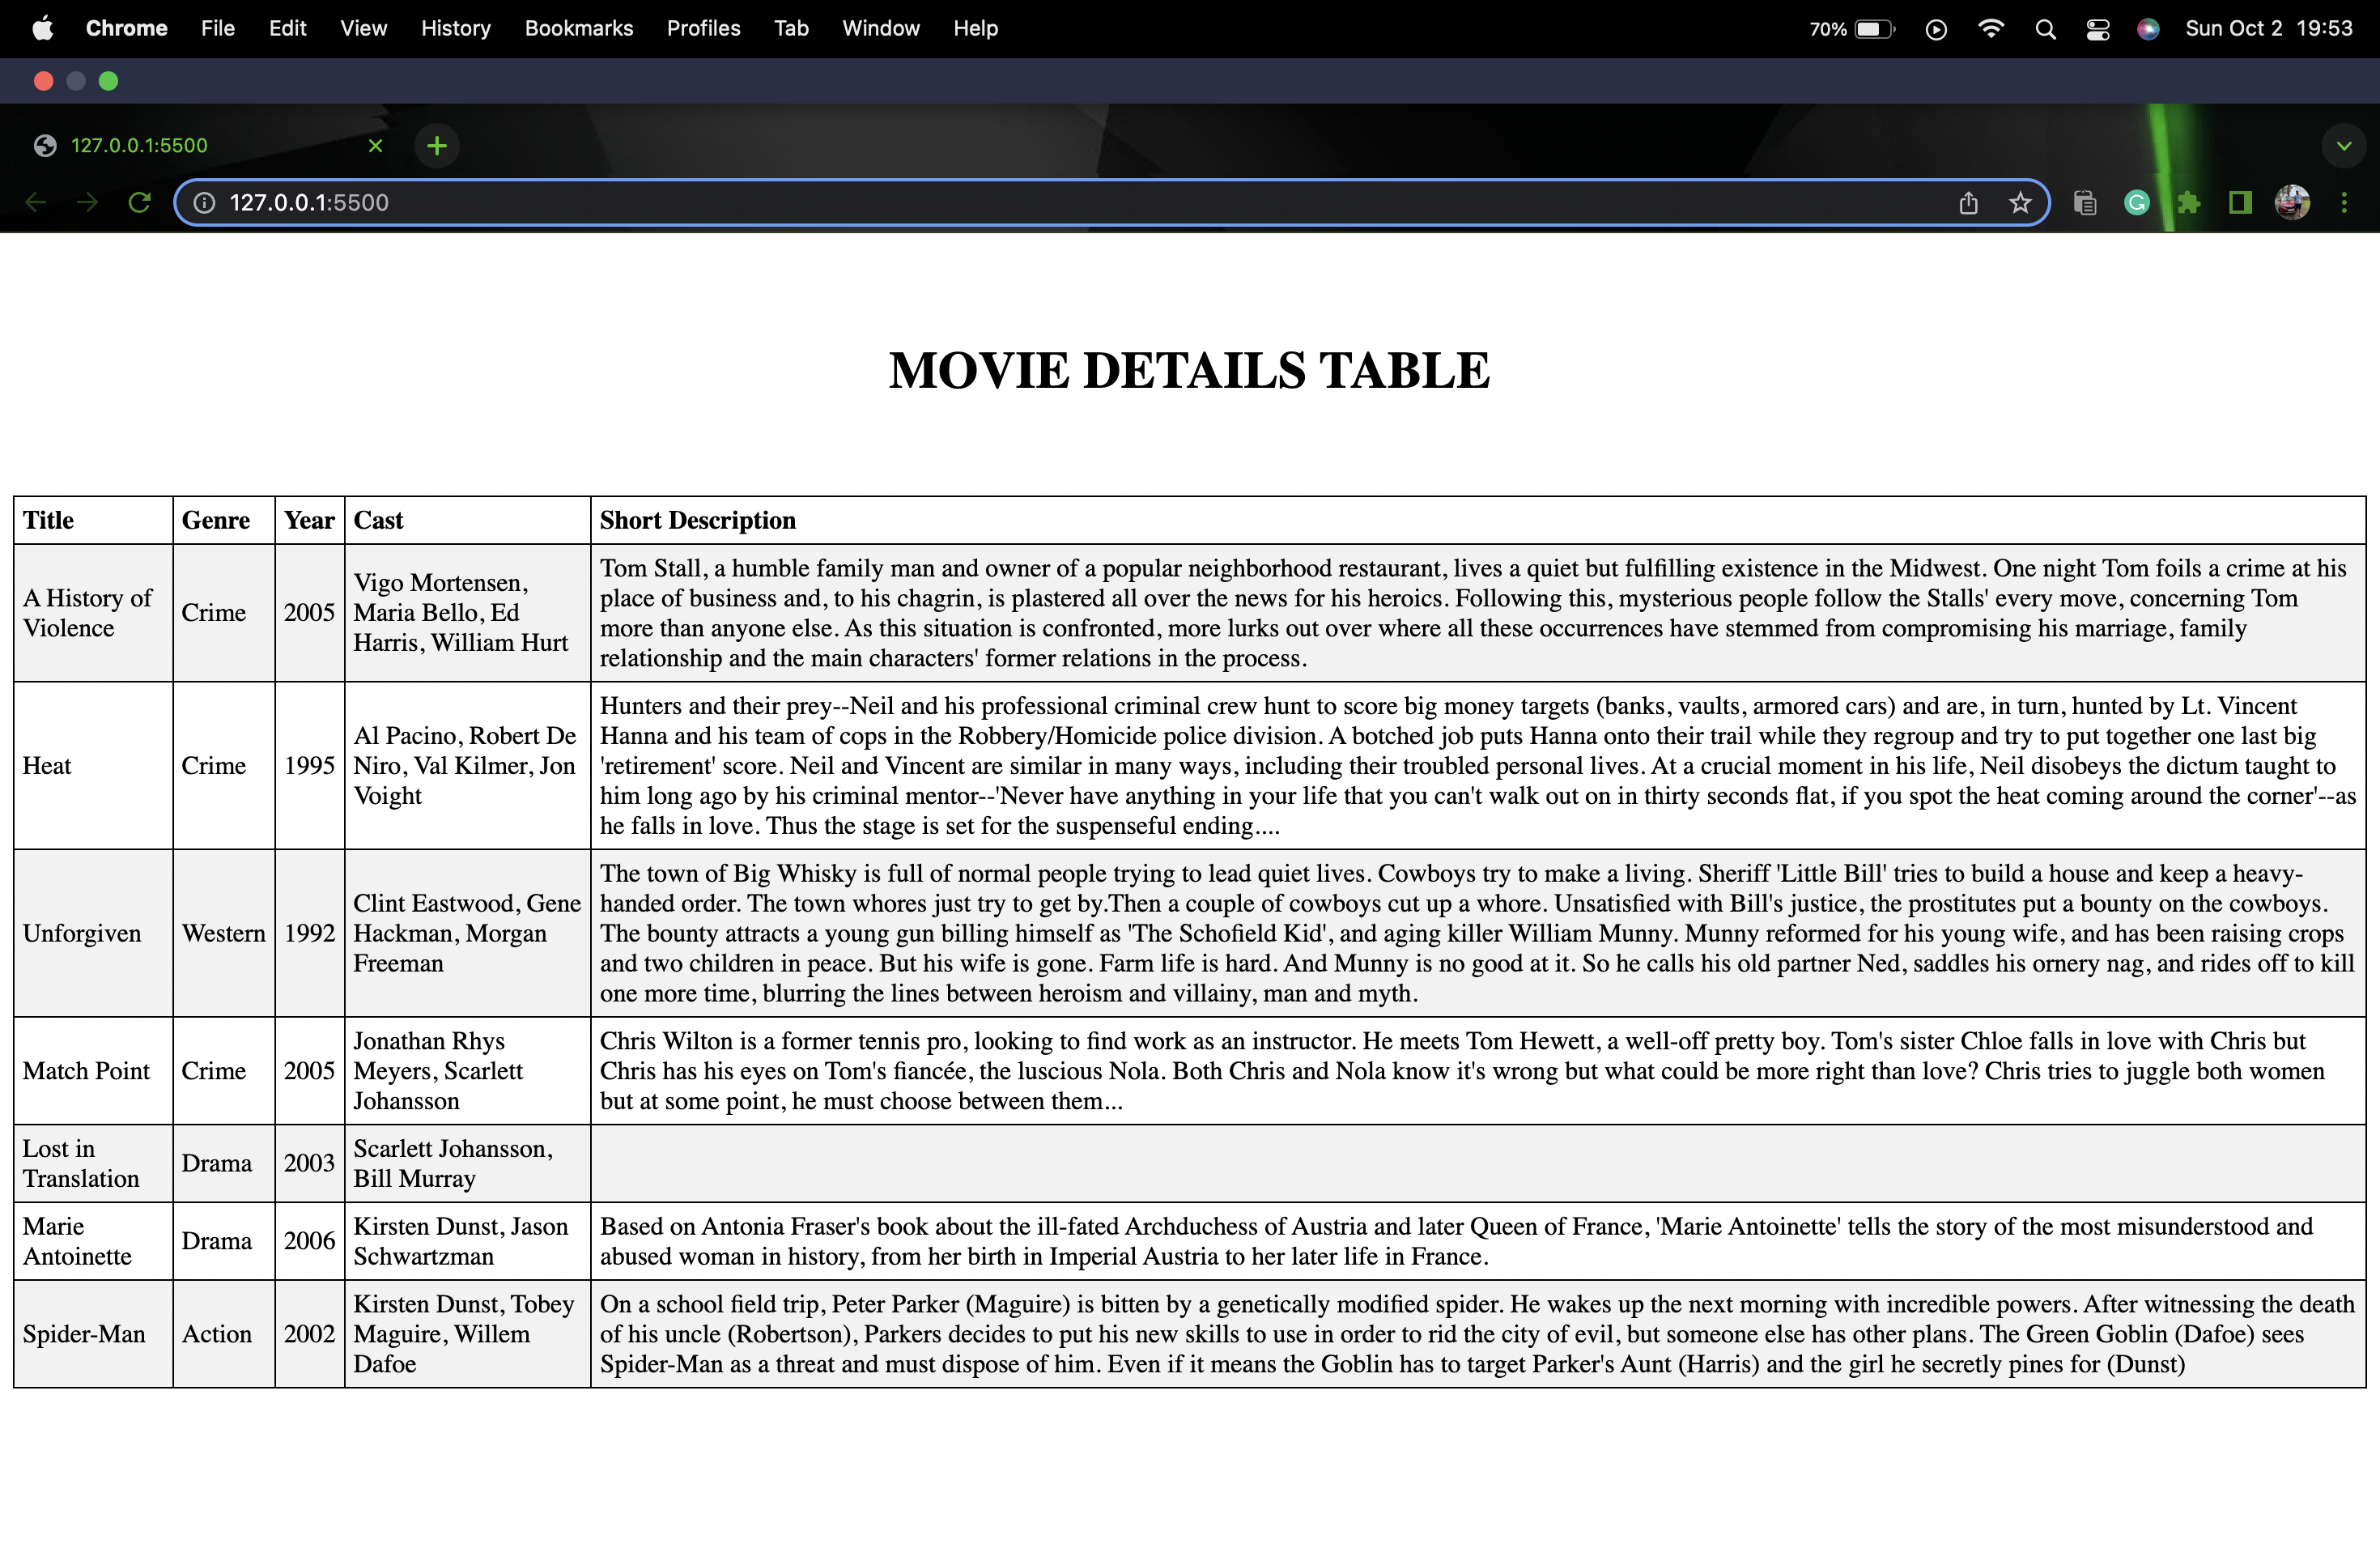 Chrome File Edit View History Bookmarks Profiles Tab Window Help 70% Sun Oct 2 19:53
127.0.0.1:5500
127.0.0.1:5500
MOVIE DETAILS TABLE
Title Genre Year Cast Short Description
A History of
Violence
Crime
2005
Vigo Mortensen,
Maria Bello, Ed
Harris, William Hurt
Tom Stall, a humble family man and owner of a popular neighborhood restaurant, lives a quiet but fulfilling existence in the Midwest. One night Tom foils a crime at his
place of business and, to his chagrin, is plastered all over the news for his heroics. Following this, mysterious people follow the Stalls' every move, concerning Tom
more than anyone else. As this situation is confronted, more lurks out over where all these occurrences have stemmed from compromising his marriage, family
relationship and the main characters' former relations in the process.
Heat
Crime
1995
Al Pacino, Robert De
Niro, Val Kilmer, Jon
Voight
Hunters and their prey--Neil and his professional criminal crew hunt to score big money targets (banks, vaults, armored cars) and are, in turn, hunted by Lt. Vincent
Hanna and his team of cops in the Robbery/Homicide police division. A botched job puts Hanna onto their trail while they regroup and try to put together one last big
'retirement' score. Neil and Vincent are similar in many ways, including their troubled personal lives. At a crucial moment in his life, Neil disobeys the dictum taught to
him long ago by his criminal mentor--'Never have anything in your life that you can't walk out on in thirty seconds flat, if you spot the heat coming around the corner'--as
he falls in love. Thus the stage is set for the suspenseful ending....
Unforgiven
Western
1992
Clint Eastwood, Gene
Hackman, Morgan
Freeman
The town of Big Whisky is full of normal people trying to lead quiet lives. Cowboys try to make a living. Sheriff 'Little Bill' tries to build a house and keep a heavy-
handed order. The town whores just try to get by.Then a couple of cowboys cut up a whore. Unsatisfied with Bill's justice, the prostitutes put a bounty on the cowboys.
The bounty attracts a young gun billing himself as 'The Schofield Kid', and aging killer William Munny. Munny reformed for his young wife, and has been raising crops
and two children in peace. But his wife is gone. Farm life is hard. And Munny is no good at it. So he calls his old partner Ned, saddles his ornery nag, and rides off to kill
one more time, blurring the lines between heroism and villainy, man and myth.
Match Point
Crime
2005
Jonathan Rhys
Meyers, Scarlett
Johansson
Chris Wilton is a former tennis pro, looking to find work as an instructor. He meets Tom Hewett, a well-off pretty boy. Tom's sister Chloe falls in love with Chris but
Chris has his eyes on Tom's fiancée, the luscious Nola. Both Chris and Nola know it's wrong but what could be more right than love? Chris tries to juggle both women
but at some point, he must choose between them...
Lost in
Translation
Drama
2003
Scarlett Johansson,
Bill Murray
Marie
Antoinette
Drama
2006
Kirsten Dunst, Jason
Schwartzman
Based on Antonia Fraser's book about the ill-fated Archduchess of Austria and later Queen of France, 'Marie Antoinette' tells the story of the most misunderstood and
abused woman in history, from her birth in Imperial Austria to her later life in France.
Spider-Man
Action
2002
Kirsten Dunst, Tobey
Maguire, Willem
Dafoe
On a school field trip, Peter Parker (Maguire) is bitten by a genetically modified spider. He wakes up the next morning with incredible powers. After witnessing the death
of his uncle (Robertson), Parkers decides to put his new skills to use in order to rid the city of evil, but someone else has other plans. The Green Goblin (Dafoe) sees
Spider-Man as a threat and must dispose of him. Even if it means the Goblin has to target Parker's Aunt (Harris) and the girl he secretly pines for (Dunst)